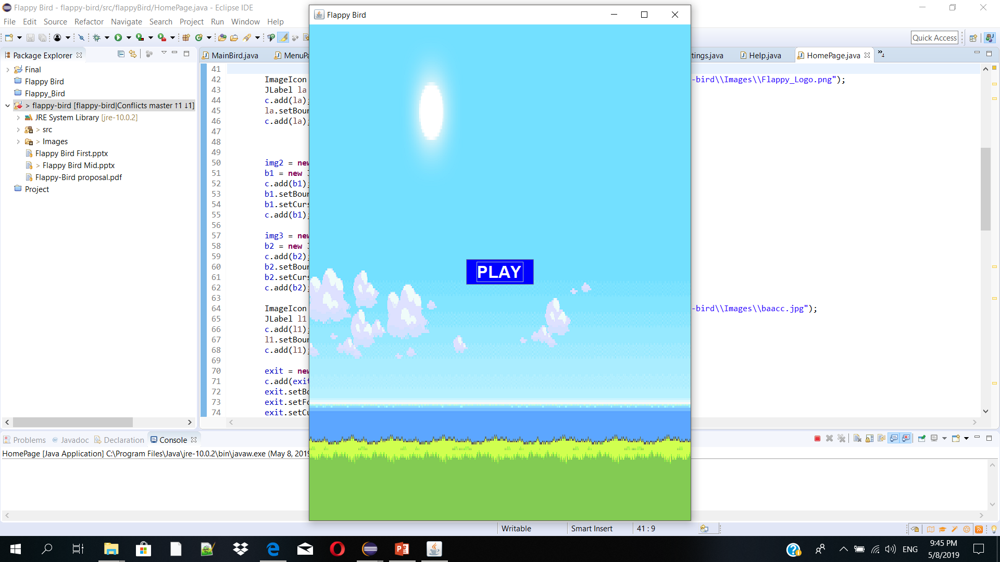 Flappy Bird - flappy-bird/src/flappyBird/HomePage.java - Eclipse IDE
File Edit Source Refactor Navigate Search Project Run Window Help
Quick Access
Package Explorer
Final
Flappy Bird
Flappy_Bird
> flappy-bird [flappy-bird|Conflicts master ↑1 ↓1]
JRE System Library [jre-10.0.2]
> src
> Images
Flappy Bird First.pptx
> Flappy Bird Mid.pptx
Flappy-Bird proposal.pdf
Project
MainBird.java MenuPa tings.java Help.java HomePage.java »4
41
42 ImageIcon -bird\\Images\\Flappy_Logo.png");
43 JLabel la
44 c.add(la);
45 la.setBour
46 c.add(la);
47
48
49
50 img2 = new
51 b1 = new J
52 c.add(b1);
53 b1.setBour
54 b1.setCurs
55 c.add(b1);
56
57 img3 = new
58 b2 = new J
59 c.add(b2);
60 b2.setBour
61 b2.setCurs
62 c.add(b2);
63
64 ImageIcon -bird\\Images\\baacc.jpg");
65 JLabel l1
66 c.add(l1);
67 l1.setBour
68 c.add(l1);
69
70 exit = new
71 c.add(exit
72 exit.setBo
73 exit.setFo
74 exit.setCu
Flappy Bird
PLAY
Problems @ Javadoc Declaration Console
HomePage [Java Application] C:\Program Files\Java\jre-10.0.2\bin\javaw.exe (May 8, 2019
Writable Smart Insert 41 : 9
ENG
9:45 PM
5/8/2019